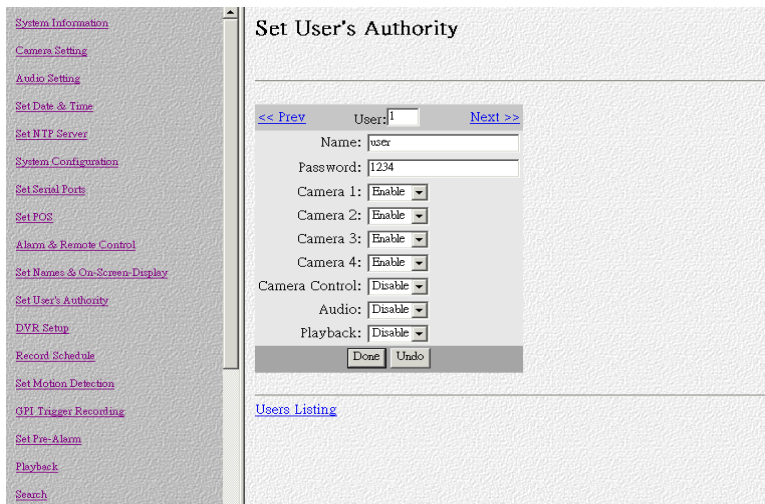 System Information
Camera Setting
Audio Setting
Set Date & Time
Set NTP Server
System Configuration
Set Serial Ports
Set POS
Alarm & Remote Control
Set Names & On-Screen-Display
Set User's Authority
DVR Setup
Record Schedule
Set Motion Detection
GPI Trigger Recording
Set Pre-Alarm
Playback
Search
Set User's Authority
<< Prev User: 1 Next >>
Name: user
Password: 1234
Camera 1: Enable
Camera 2: Enable
Camera 3: Enable
Camera 4: Enable
Camera Control: Disable
Audio: Disable
Playback: Disable
Done Undo
Users Listing